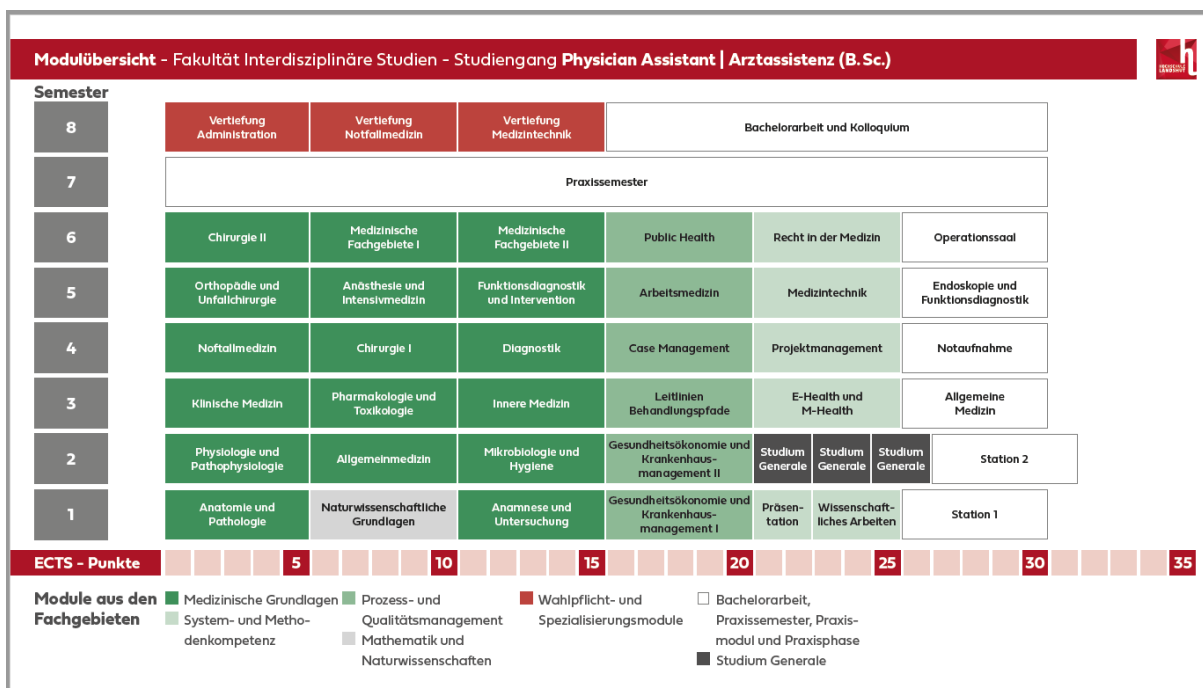 Modulübersicht - Fakultät Interdisziplinäre Studien - Studiengang Physician Assistant | Arztassistenz (B. Sc.)
HOCHSCHULE
LANDSHUT
Semester
8
Vertiefung
Administration
Vertiefung
Notfallmedizin
Vertiefung
Medizintechnik
Bachelorarbeit und Kolloquium
7
Praxissemester
6
Chirurgie II
Medizinische
Fachgebiete I
Medizinische
Fachgebiete II
Public Health
Recht in der Medizin
Operationssaal
5
Orthopädie und
Unfallchirurgie
Anästhesie und
Intensivmedizin
Funktionsdiagnostik
und Intervention
Arbeitsmedizin
Medizintechnik
Endoskopie und
Funktionsdiagnostik
4
Noftallmedizin
Chirurgie I
Diagnostik
Case Management
Projektmanagement
Notaufnahme
3
Klinische Medizin
Pharmakologie und
Toxikologie
Innere Medizin
Leitlinien
Behandlungspfade
E-Health und
M-Health
Allgemeine
Medizin
2
Physiologie und
Pathophysiologie
Allgemeinmedizin
Mikrobiologie und
Hygiene
Gesundheitsökonomie und
Krankenhaus-
management II
Studium
Generale
Studium
Generale
Studium
Generale
Station 2
1
Anatomie und
Pathologie
Naturwissenschaftliche
Grundlagen
Anamnese und
Untersuchung
Gesundheitsökonomie und
Krankenhaus-
management I
Präsen-
tation
Wissenschaft-
liches Arbeiten
Station 1
ECTS - Punkte
5
10
15
20
25
30
35
Module aus den
Fachgebieten
Medizinische Grundlagen
System- und Metho-
denkompetenz
Prozess- und
Qualitätsmanagement
Mathematik und
Naturwissenschaften
Wahlpflicht- und
Spezialisierungsmodule
Bachelorarbeit,
Praxissemester, Praxis-
modul und Praxisphase
Studium Generale